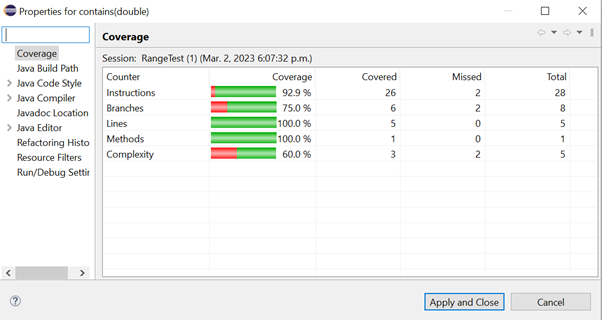 Properties for contains(double)
Coverage
Java Build Path
Java Code Style
Java Compiler
Javadoc Location
Java Editor
Refactoring Histo
Resource Filters
Run/Debug Settin
Coverage
Session: RangeTest (1) (Mar. 2, 2023 6:07:32 p.m.)
Counter Coverage Covered Missed Total
Instructions 92.9 % 26 2 28
Branches 75.0 % 6 2 8
Lines 100.0 % 5 0 5
Methods 100.0 % 1 0 1
Complexity 60.0 % 3 2 5
?
Apply and Close
Cancel